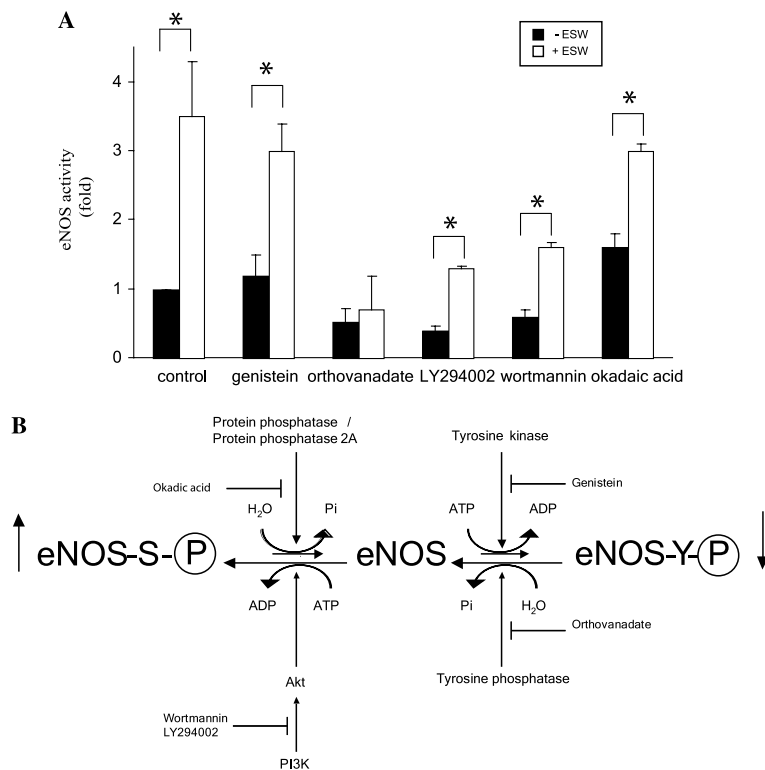 A
- ESW
+ ESW
eNOS activity
(fold)
4
3
2
1
0
* * * * *
control genistein orthovanadate LY294002 wortmannin okadaic acid
B
Protein phosphatase /
Protein phosphatase 2A
Tyrosine kinase
Okadic acid
Genistein
H₂O Pi ATP ADP
eNOS-S-P eNOS eNOS-Y-P
ADP ATP Pi H₂O
Orthovanadate
Akt
Tyrosine phosphatase
Wortmannin
LY294002
PI3K